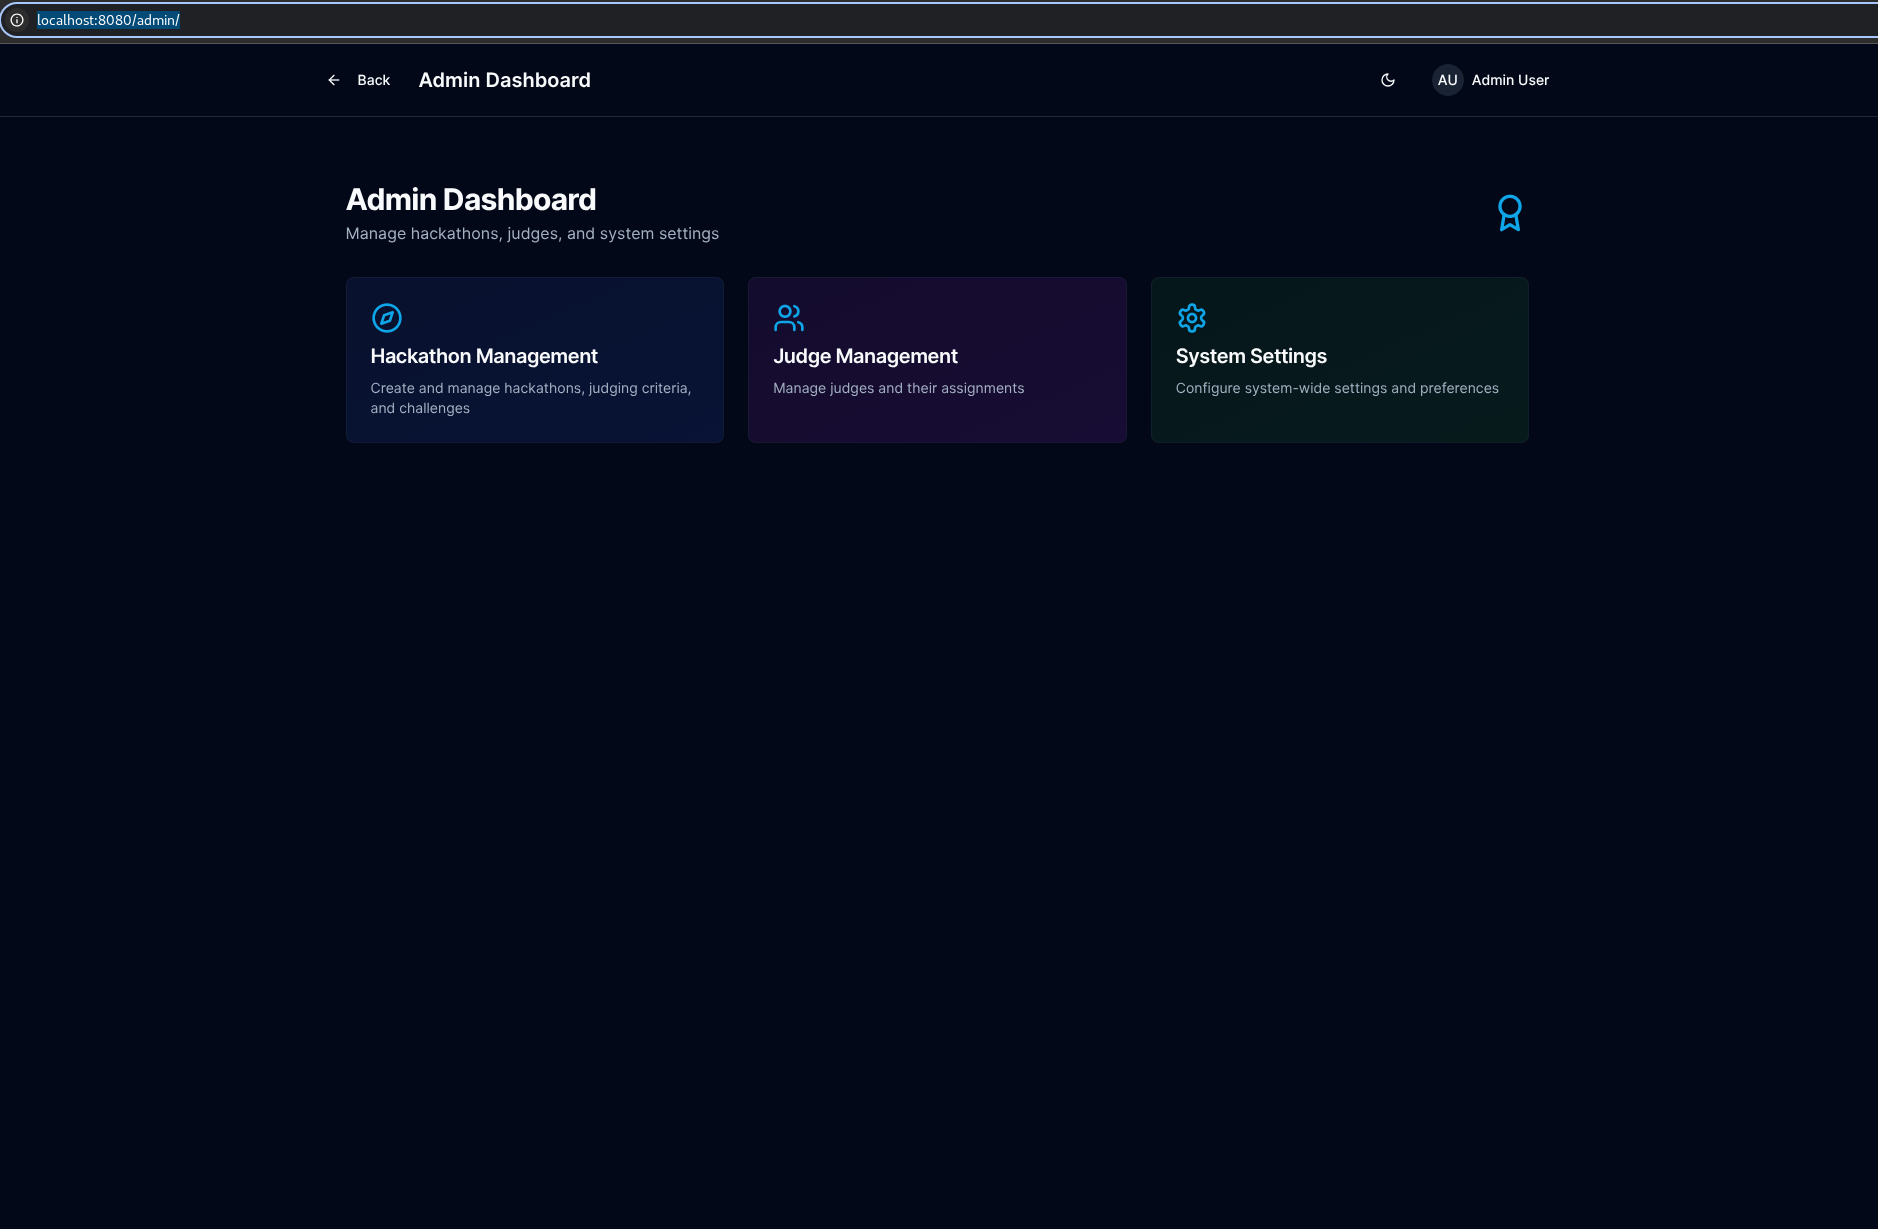 localhost:8080/admin/
Back
Admin Dashboard
AU
Admin User
Admin Dashboard
Manage hackathons, judges, and system settings
Hackathon Management
Create and manage hackathons, judging criteria,
and challenges
Judge Management
Manage judges and their assignments
System Settings
Configure system-wide settings and preferences